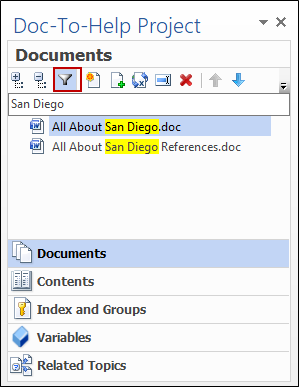 Doc-To-Help Project
Documents
San Diego
All About San Diego.doc
All About San Diego References.doc
Documents
Contents
Index and Groups
Variables
Related Topics